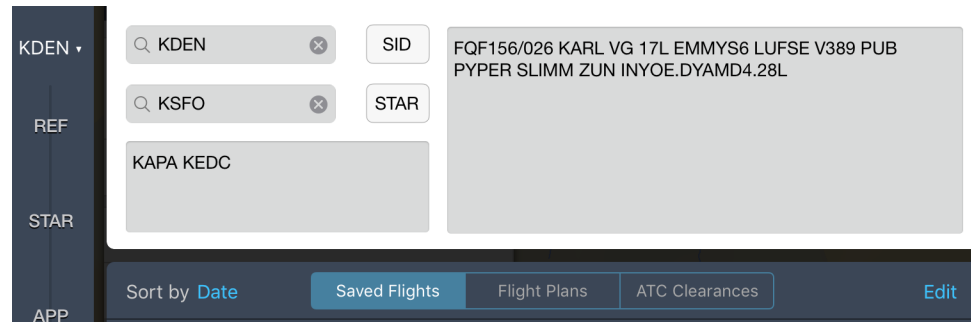 KDEN ▾
REF
STAR
APP
KDEN
SID
KSFO
STAR
KAPA KEDC
FQF156/026 KARL VG 17L EMMYS6 LUFSE V389 PUB
PYPER SLIMM ZUN INYOE.DYAMD4.28L
Sort by Date
Saved Flights
Flight Plans
ATC Clearances
Edit